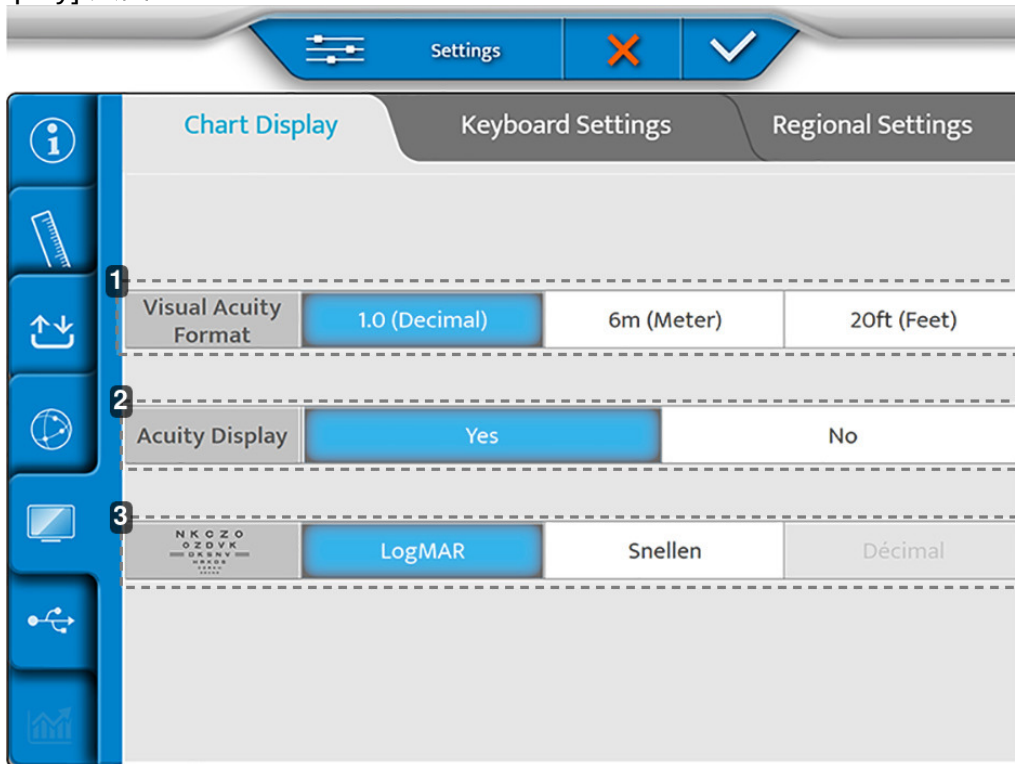 Settings
Chart Display Keyboard Settings Regional Settings
1
Visual Acuity Format 1.0 (Decimal) 6m (Meter) 20ft (Feet)
2
Acuity Display Yes No
3
N K C Z O
O Z D V K
D K S N V
LogMAR Snellen Décimal